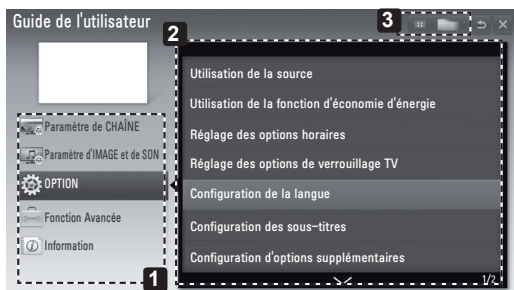 Guide de l'utilisateur
3
2
Utilisation de la source
Utilisation de la fonction d'économie d'énergie
Réglage des options horaires
Réglage des options de verrouillage TV
Configuration de la langue
Configuration des sous-titres
Configuration d'options supplémentaires
1/2
Paramètre de CHAÎNE
Paramètre d'IMAGE et de SON
OPTION
Fonction Avancée
Information
1